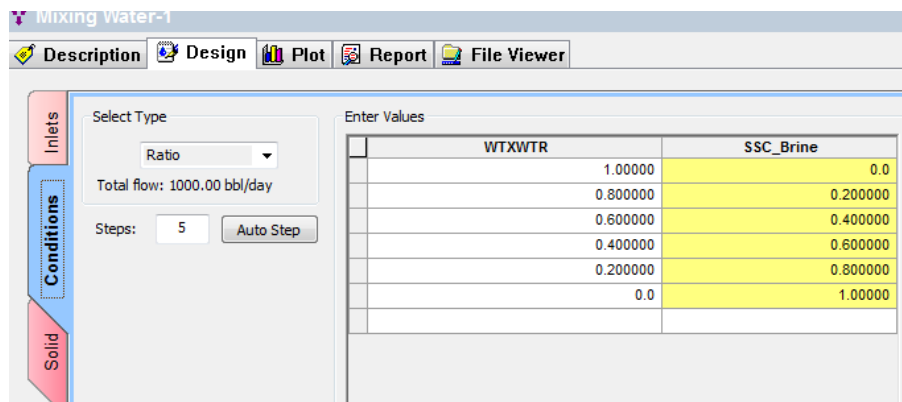 Mixing Water-1
Description Design Plot Report File Viewer
Inlets
Conditions
Solid
Select Type
Ratio
Total flow: 1000.00 bbl/day
Steps: 5 Auto Step
Enter Values
WTXWTR SSC_Brine
1.00000 0.0
0.800000 0.200000
0.600000 0.400000
0.400000 0.600000
0.200000 0.800000
0.0 1.00000